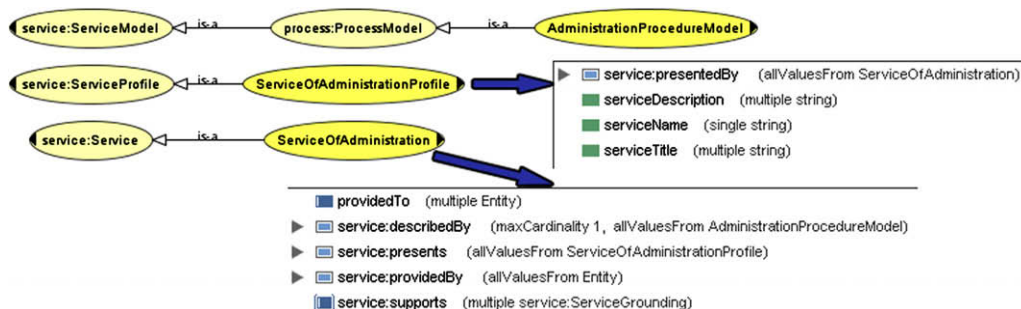 service:ServiceModel is-a process:ProcessModel is-a AdministrationProcedureModel
service:ServiceProfile is-a ServiceOfAdministrationProfile
service:Service is-a ServiceOfAdministration
service:presentedBy (allValuesFrom ServiceOfAdministration)
serviceDescription (multiple string)
serviceName (single string)
serviceTitle (multiple string)
providedTo (multiple Entity)
service:describedBy (maxCardinality 1, allValuesFrom AdministrationProcedureModel)
service:presents (allValuesFrom ServiceOfAdministrationProfile)
service:providedBy (allValuesFrom Entity)
service:supports (multiple service:ServiceGrounding)